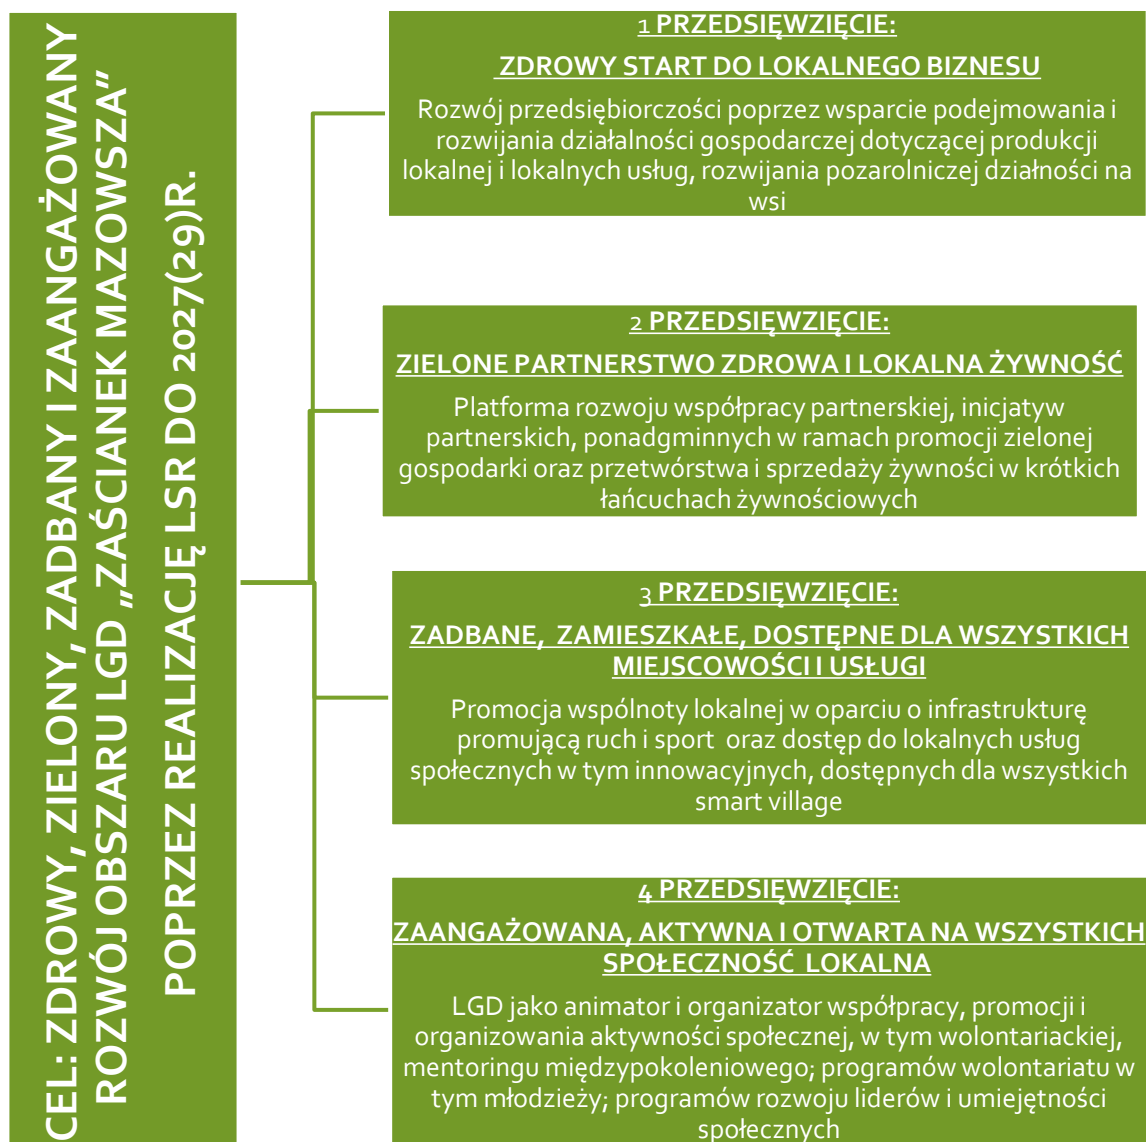 CEL: ZDROWY, ZIELONY, ZADBANY I ZAANGAŻOWANY
ROZWÓJ OBSZARU LGD „ZAŚCIANEK MAZOWSZA”
POPRZEZ REALIZACJĘ LSR DO 2027(29)R.
1 PRZEDSIĘWZIĘCIE:
ZDROWY START DO LOKALNEGO BIZNESU
Rozwój przedsiębiorczości poprzez wsparcie podejmowania i
rozwijania działalności gospodarczej dotyczącej produkcji
lokalnej i lokalnych usług, rozwijania pozarolniczej działności na
wsi
2 PRZEDSIĘWZIĘCIE:
ZIELONE PARTNERSTWO ZDROWA I LOKALNA ŻYWNOŚĆ
Platforma rozwoju współpracy partnerskiej, inicjatyw
partnerskich, ponadgminnych w ramach promocji zielonej
gospodarki oraz przetwórstwa i sprzedaży żywności w krótkich
łańcuchach żywnościowych
3 PRZEDSIĘWZIĘCIE:
ZADBANE, ZAMIESZKAŁE, DOSTĘPNE DLA WSZYSTKICH
MIEJSCOWOŚCI I USŁUGI
Promocja wspólnoty lokalnej w oparciu o infrastrukturę
promującą ruch i sport oraz dostęp do lokalnych usług
społecznych w tym innowacyjnych, dostępnych dla wszystkich
smart village
4 PRZEDSIĘWZIĘCIE:
ZAANGAŻOWANA, AKTYWNA I OTWARTA NA WSZYSTKICH
SPOŁECZNOŚĆ LOKALNA
LGD jako animator i organizator współpracy, promocji i
organizowania aktywności społecznej, w tym wolontariackiej,
mentoringu międzypokoleniowego; programów wolontariatu w
tym młodzieży; programów rozwoju liderów i umiejętności
społecznych